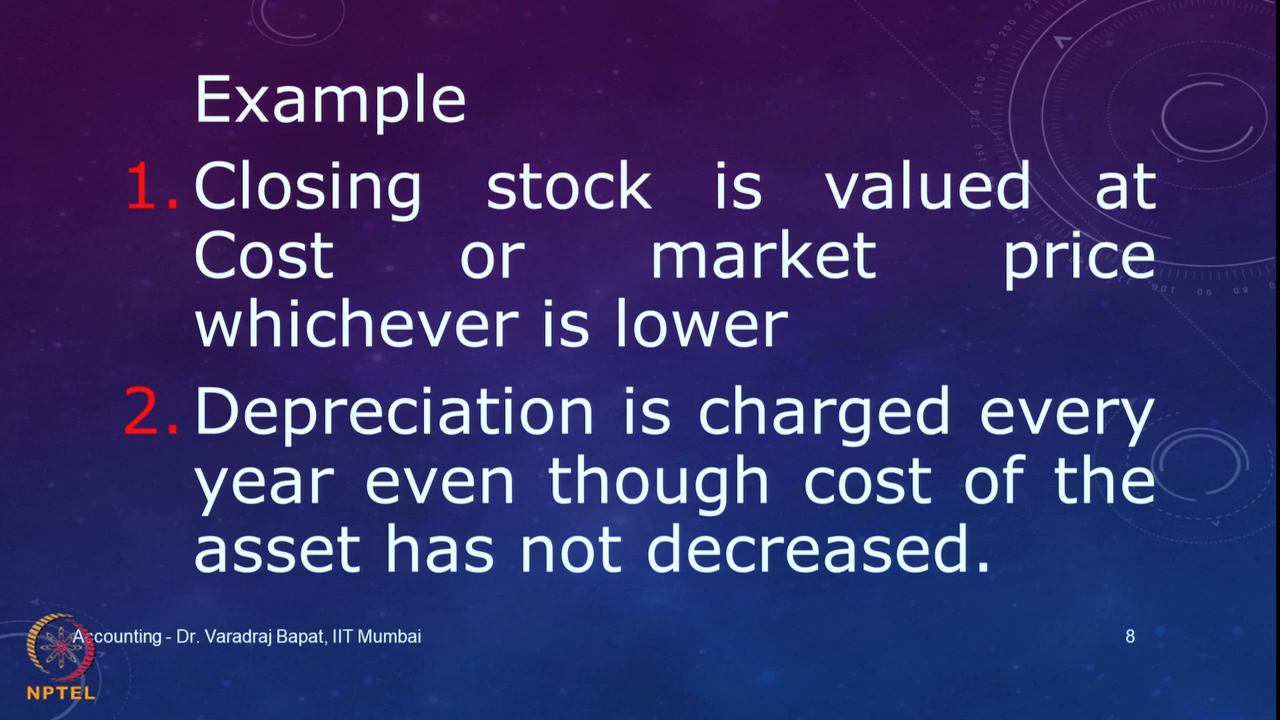 Example
1. Closing stock is valued at
Cost or market price
whichever is lower
2. Depreciation is charged every
year even though cost of the
asset has not decreased.
Accounting - Dr. Varadraj Bapat, IIT Mumbai
8
NPTEL